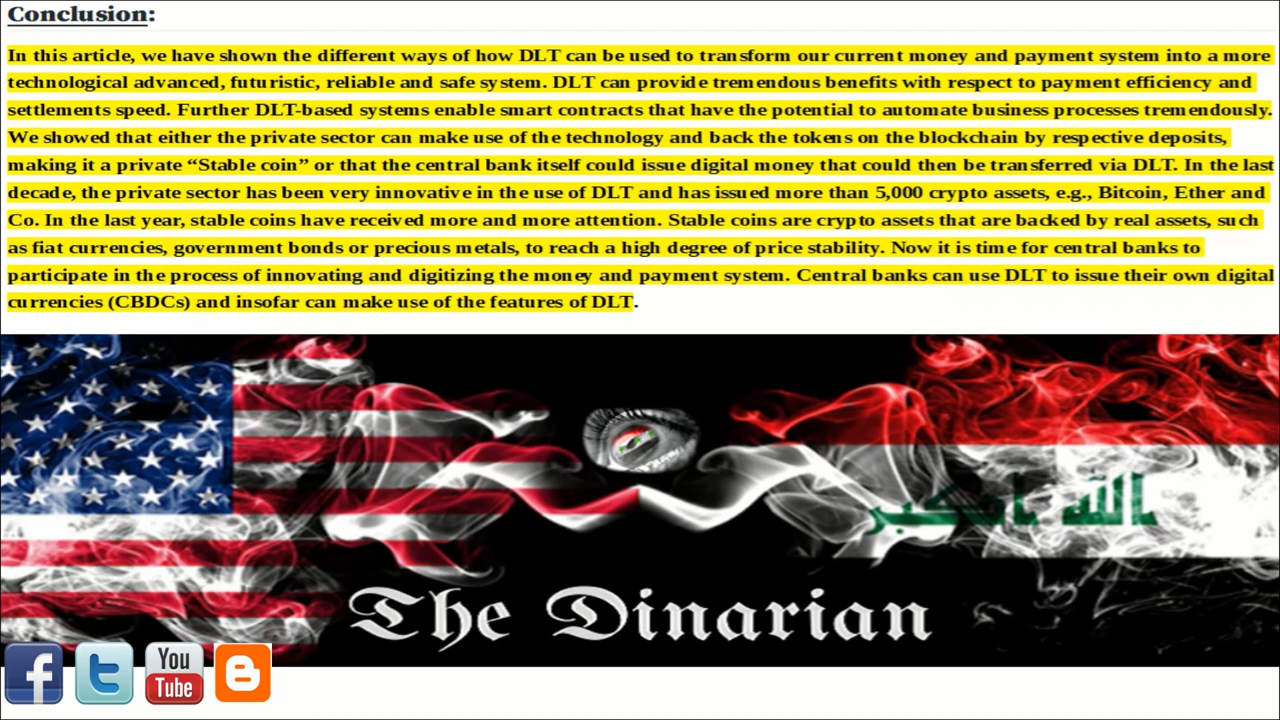 Conclusion:
In this article, we have shown the different ways of how DLT can be used to transform our current money and payment system into a more
technological advanced, futuristic, reliable and safe system. DLT can provide tremendous benefits with respect to payment efficiency and
settlements speed. Further DLT-based systems enable smart contracts that have the potential to automate business processes tremendously.
We showed that either the private sector can make use of the technology and back the tokens on the blockchain by respective deposits,
making it a private “Stable coin” or that the central bank itself could issue digital money that could then be transferred via DLT. In the last
decade, the private sector has been very innovative in the use of DLT and has issued more than 5,000 crypto assets, e.g., Bitcoin, Ether and
Co. In the last year, stable coins have received more and more attention. Stable coins are crypto assets that are backed by real assets, such
as fiat currencies, government bonds or precious metals, to reach a high degree of price stability. Now it is time for central banks to
participate in the process of innovating and digitizing the money and payment system. Central banks can use DLT to issue their own digital
currencies (CBDCs) and insofar can make use of the features of DLT.
الله اكبر
The Dinarian
f
t
You
Tube
B